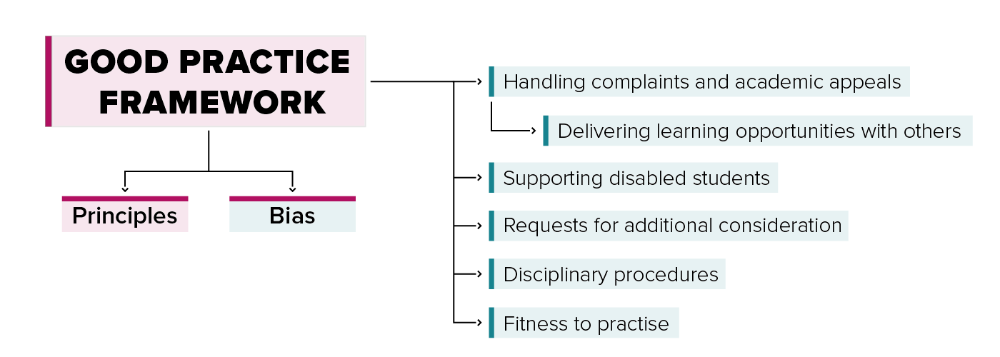 GOOD PRACTICE
FRAMEWORK
Principles
Bias
Handling complaints and academic appeals
Delivering learning opportunities with others
Supporting disabled students
Requests for additional consideration
Disciplinary procedures
Fitness to practise